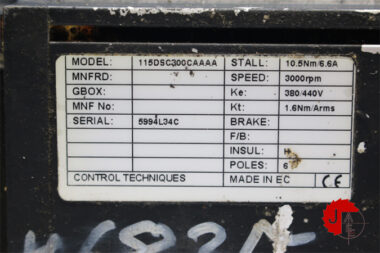 MODEL: 115DSC300CAAAA STALL: 10.5Nm/6.6A
MNFRD: SPEED: 3000rpm
GBOX: Ke: 380/440V
MNF No: Kt: 1.6Nm/Arms
SERIAL: 5994L34C BRAKE:
F/B:
INSUL: H
POLES: 6
CONTROL TECHNIQUES MADE IN EC CE